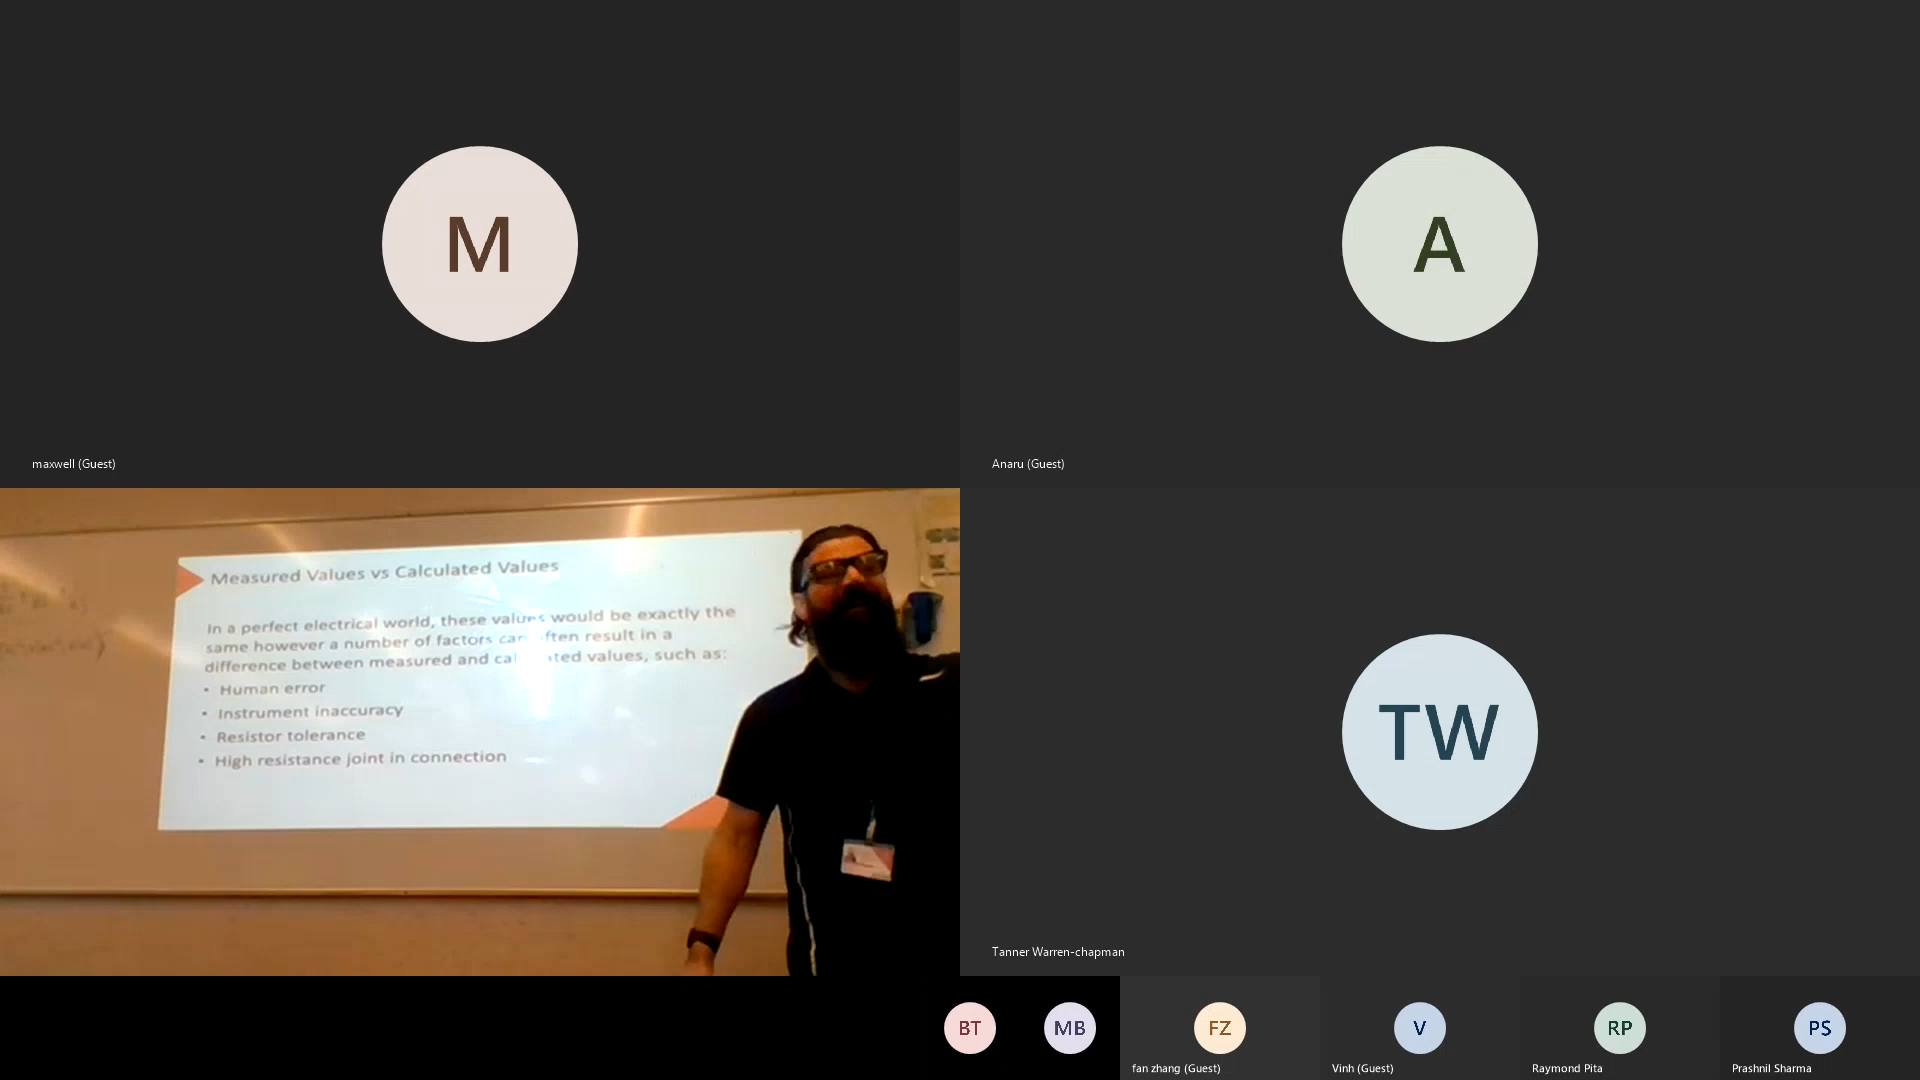 M
A
maxwell (Guest)
Anaru (Guest)
Measured Values vs Calculated Values
In a perfect electrical world, these values would be exactly the
same however a number of factors can often result in a
difference between measured and calculated values, such as:
• Human error
• Instrument inaccuracy
• Resistor tolerance
• High resistance joint in connection
TW
Tanner Warren-chapman
BT
MB
FZ
V
RP
PS
fan zhang (Guest)
Vinh (Guest)
Raymond Pita
Prashnil Sharma